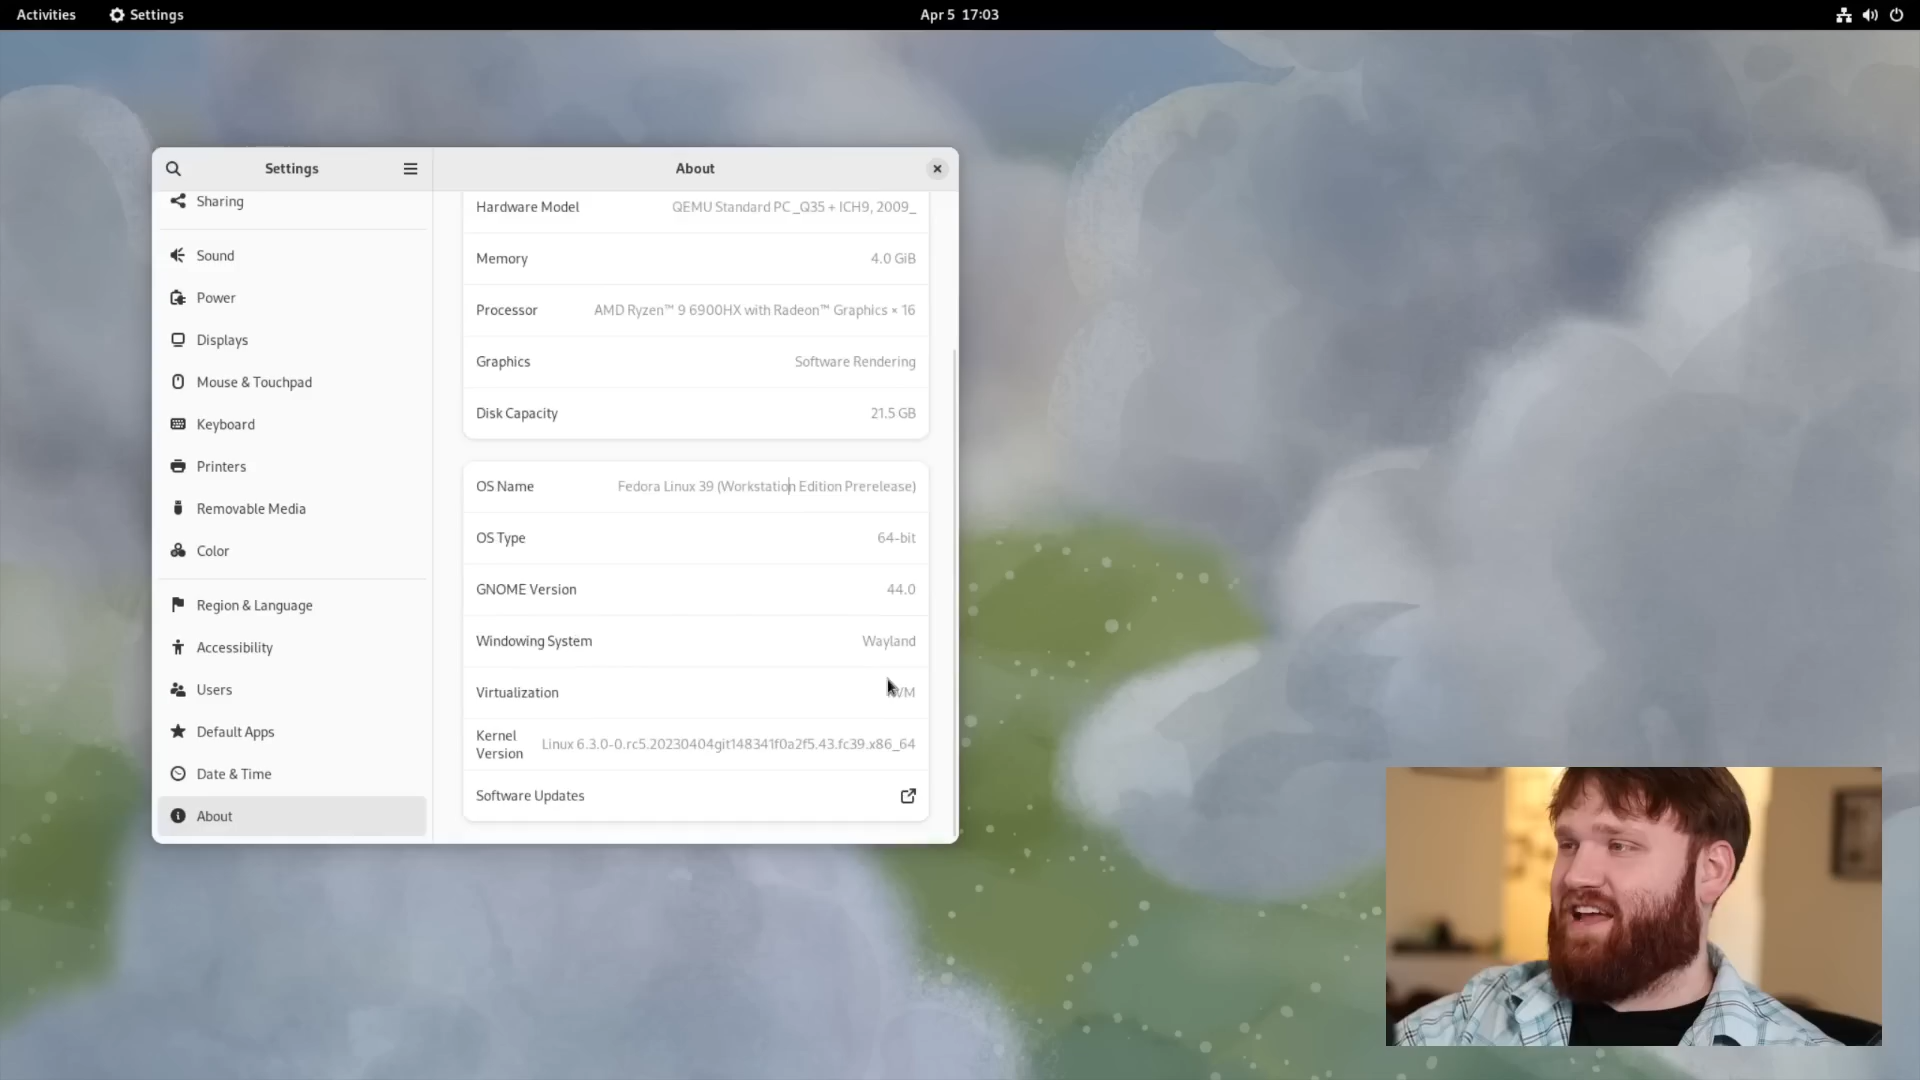 Activities
Settings
Apr 5 17:03
Settings
About
Sharing
Sound
Power
Displays
Mouse & Touchpad
Keyboard
Printers
Removable Media
Color
Region & Language
Accessibility
Users
Default Apps
Date & Time
About
Hardware Model QEMU Standard PC _Q35 + ICH9, 2009_
Memory 4.0 GiB
Processor AMD Ryzen™ 9 6900HX with Radeon™ Graphics × 16
Graphics Software Rendering
Disk Capacity 21.5 GB
OS Name Fedora Linux 39 (Workstation Edition Prerelease)
OS Type 64-bit
GNOME Version 44.0
Windowing System Wayland
Virtualization
Kernel
Version Linux 6.3.0-0.rc5.20230404git148341f0a2f5.43.fc39.x86_64
Software Updates